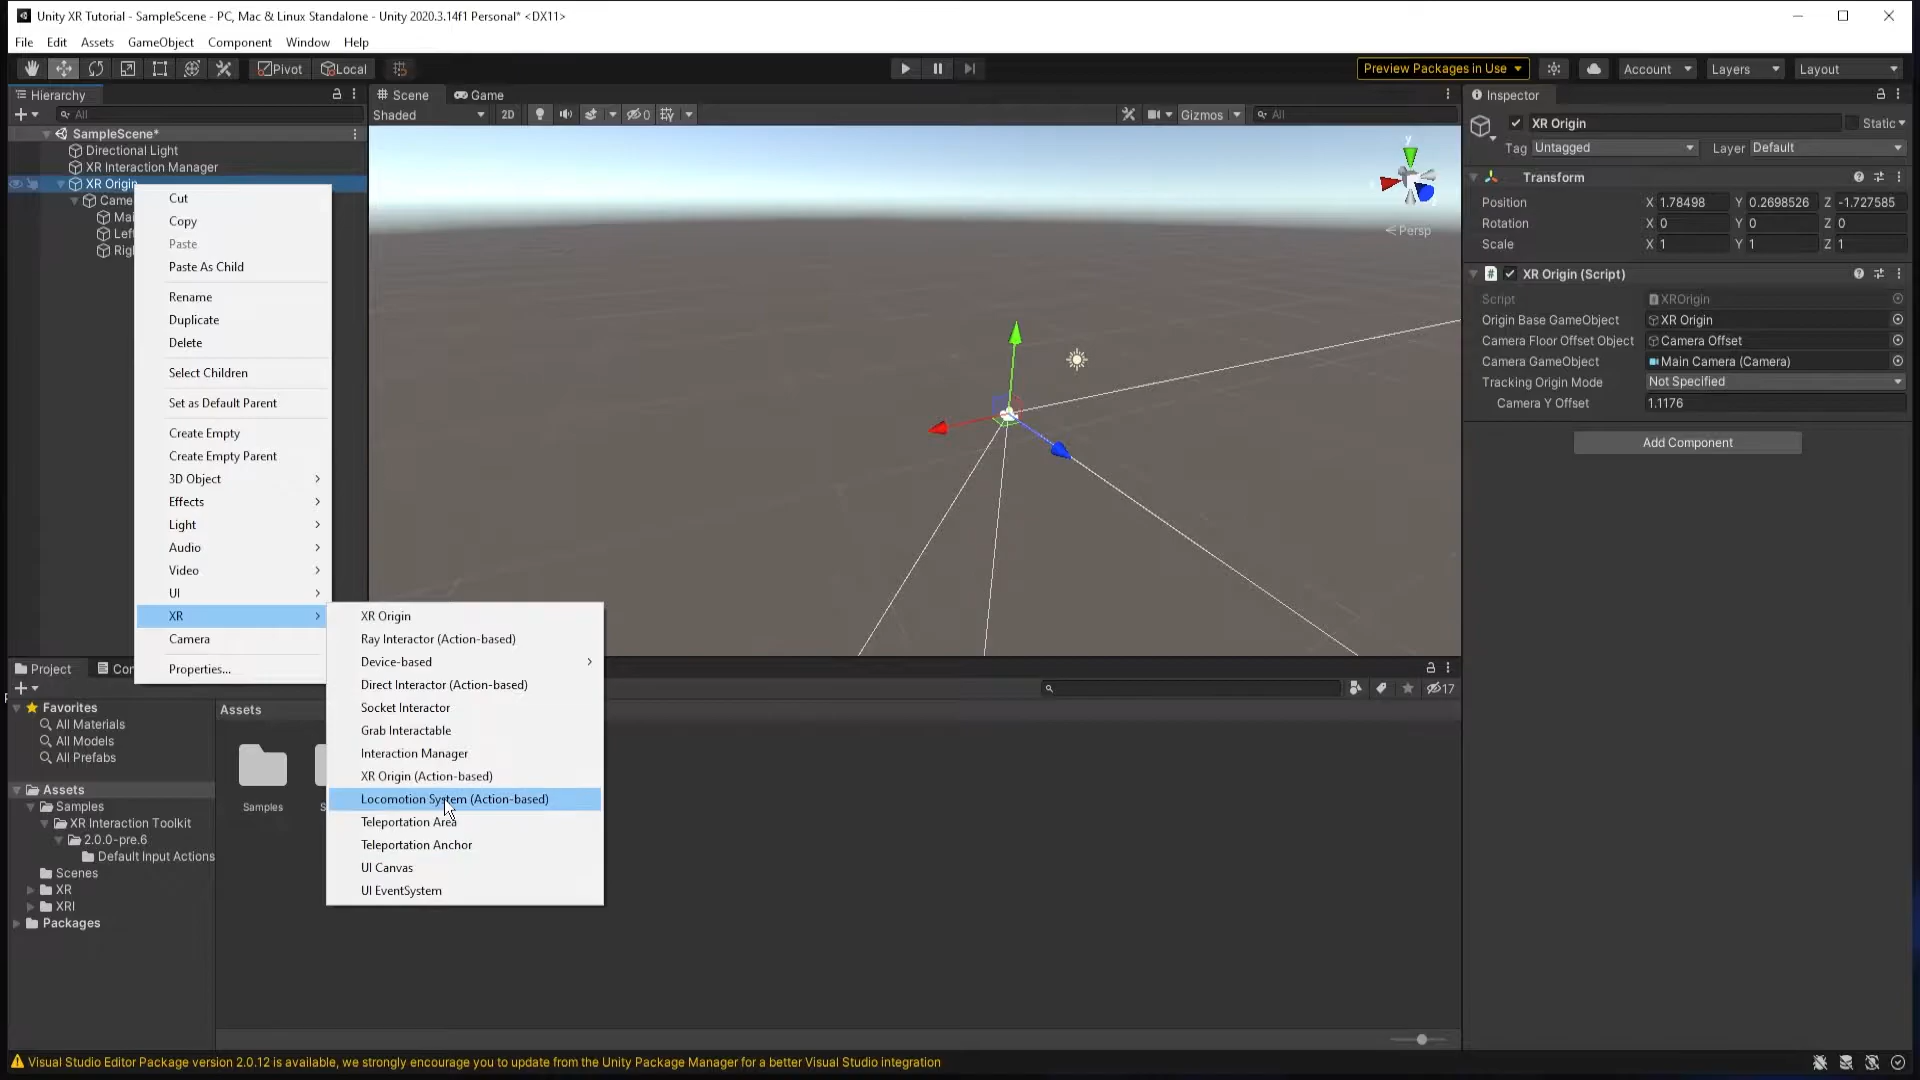 Unity XR Tutorial - SampleScene - PC, Mac & Linux Standalone - Unity 2020.3.14f1 Personal* <DX11>
File Edit Assets GameObject Component Window Help
Pivot Local Preview Packages in Use Account Layers Layout
Hierarchy
All
SampleScene*
Directional Light
XR Interaction Manager
XR Origin
Came
Mai
Left
Righ
Cut
Copy
Paste
Paste As Child
Rename
Duplicate
Delete
Select Children
Set as Default Parent
Create Empty
Create Empty Parent
3D Object
Effects
Light
Audio
Video
UI
XR
Camera
Properties...
XR Origin
Ray Interactor (Action-based)
Device-based
Direct Interactor (Action-based)
Socket Interactor
Grab Interactable
Interaction Manager
XR Origin (Action-based)
Locomotion System (Action-based)
Teleportation Area
Teleportation Anchor
UI Canvas
UI EventSystem
Scene Game
Shaded 2D 0 Gizmos All
y
Persp
Inspector
XR Origin Static
Tag Untagged Layer Default
Transform
Position X 1.78498 Y 0.2698526 Z -1.727585
Rotation X 0 Y 0 Z 0
Scale X 1 Y 1 Z 1
# XR Origin (Script)
Script XROrigin
Origin Base GameObject XR Origin
Camera Floor Offset Object Camera Offset
Camera GameObject Main Camera (Camera)
Tracking Origin Mode Not Specified
Camera Y Offset 1.1176
Add Component
Project Con
17
Favorites
All Materials
All Models
All Prefabs
Assets
Samples
XR Interaction Toolkit
2.0.0-pre.6
Default Input Actions
Scenes
XR
XRI
Packages
Assets
Samples S
Visual Studio Editor Package version 2.0.12 is available, we strongly encourage you to update from the Unity Package Manager for a better Visual Studio integration